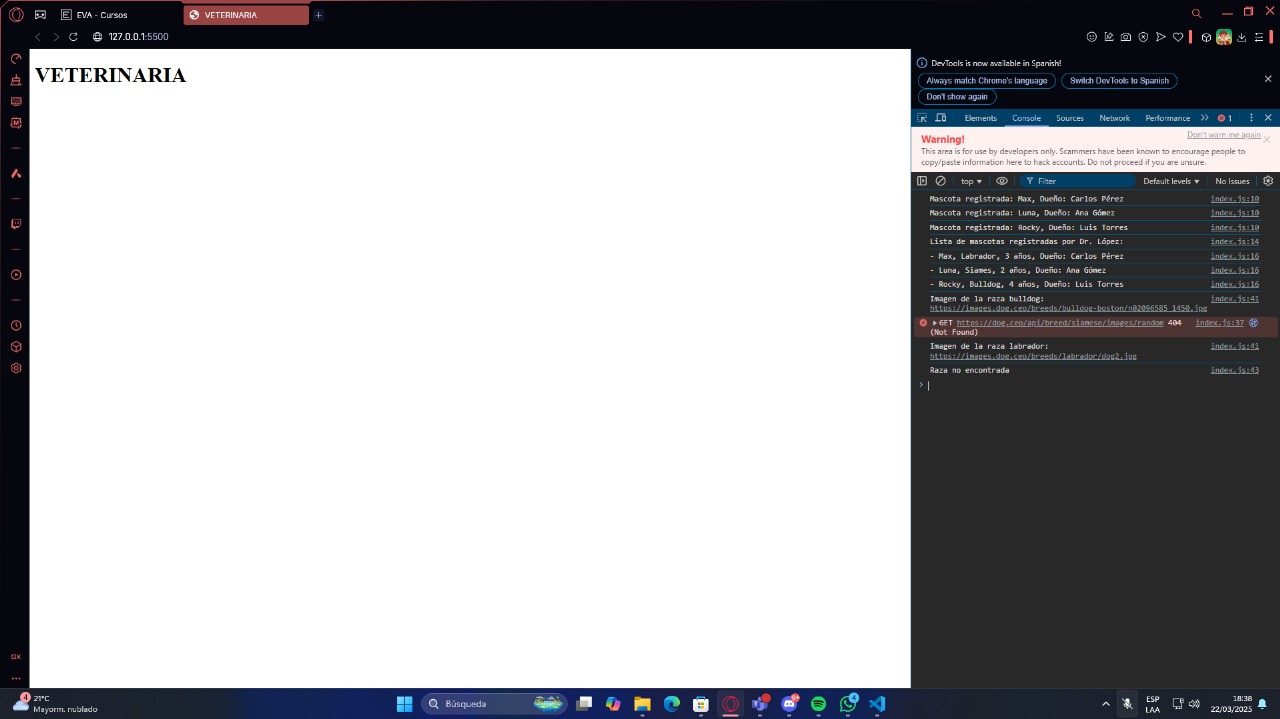 EVA - Cursos
VETERINARIA
127.0.0.1:5500
VETERINARIA
DevTools is now available in Spanish!
Always match Chrome's language
Switch DevTools to Spanish
Don't show again
Elements Console Sources Network Performance 1
Warning!
Don't warn me again
This area is for use by developers only. Scammers have been known to encourage people to
copy/paste information here to hack accounts. Do not proceed if you are unsure.
top Filter Default levels No Issues
Mascota registrada: Max, Dueño: Carlos Pérez index.js:10
Mascota registrada: Luna, Dueño: Ana Gómez index.js:10
Mascota registrada: Rocky, Dueño: Luis Torres index.js:10
Lista de mascotas registradas por Dr. López: index.js:14
- Max, Labrador, 3 años, Dueño: Carlos Pérez index.js:16
- Luna, Siames, 2 años, Dueño: Ana Gómez index.js:16
- Rocky, Bulldog, 4 años, Dueño: Luis Torres index.js:16
Imagen de la raza bulldog: index.js:41
https://images.dog.ceo/breeds/bulldog-boston/n02096585_1450.jpg
GET https://dog.ceo/api/breed/siamese/images/random 404 index.js:37
(Not Found)
Imagen de la raza labrador: index.js:41
https://images.dog.ceo/breeds/labrador/dog2.jpg
Raza no encontrada index.js:43
GX
4
21°C
Mayorm. nublado
Búsqueda
4
ESP
LAA
18:38
22/03/2025